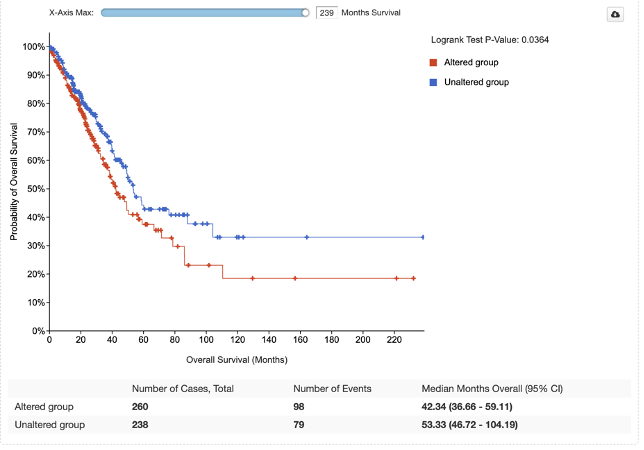 X-Axis Max: 239 Months Survival
Logrank Test P-Value: 0.0364
Altered group
Unaltered group
100%
90%
80%
70%
60%
50%
40%
30%
20%
10%
0%
Probability of Overall Survival
0 20 40 60 80 100 120 140 160 180 200 220
Overall Survival (Months)
Number of Cases, Total Number of Events Median Months Overall (95% CI)
Altered group 260 98 42.34 (36.66 - 59.11)
Unaltered group 238 79 53.33 (46.72 - 104.19)